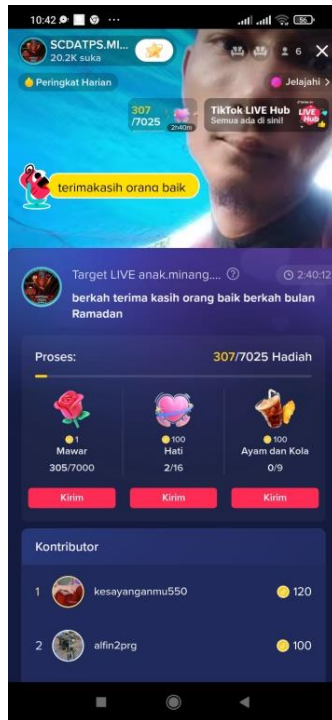 10:42
SCDATPS.MI...
20.2K suka
6
Peringkat Harian
Jelajahi >
307
/7025
2h40m
TikTok LIVE Hub
Semua ada di sini!
LIVE
Hub
terimakasih orang baik
Target LIVE anak.minang....
2:40:12
berkah terima kasih orang baik berkah bulan
Ramadan
Proses:
307/7025 Hadiah
1
100
100
Mawar
Hati
Ayam dan Kola
305/7000
2/16
0/9
Kirim
Kirim
Kirim
Kontributor
1
kesayanganmu550
120
2
alfin2prg
100